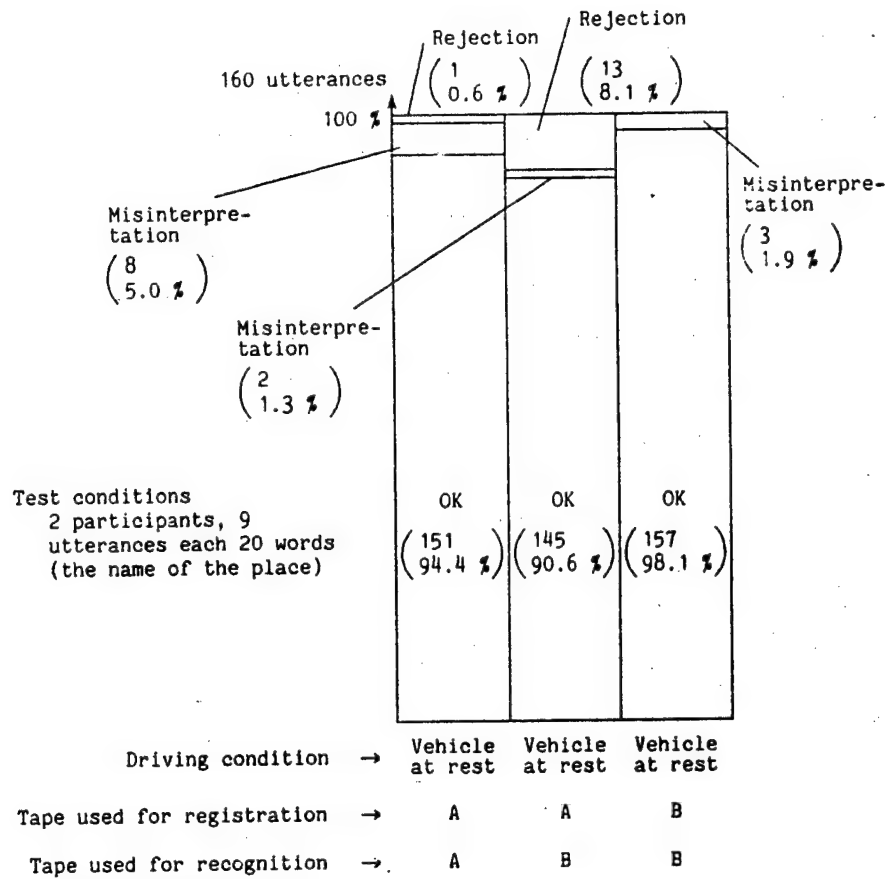 Rejection
( 1
0.6 % )
Rejection
( 13
8.1 % )
160 utterances
100 %
Misinterpre-
tation
( 8
5.0 % )
Misinterpre-
tation
( 2
1.3 % )
Misinterpre-
tation
( 3
1.9 % )
Test conditions
2 participants, 9
utterances each 20 words
(the name of the place)
OK OK OK
( 151 ( 145 ( 157
94.4 % ) 90.6 % ) 98.1 % )
Driving condition → Vehicle at rest Vehicle at rest Vehicle at rest
Tape used for registration → A A B
Tape used for recognition → A B B